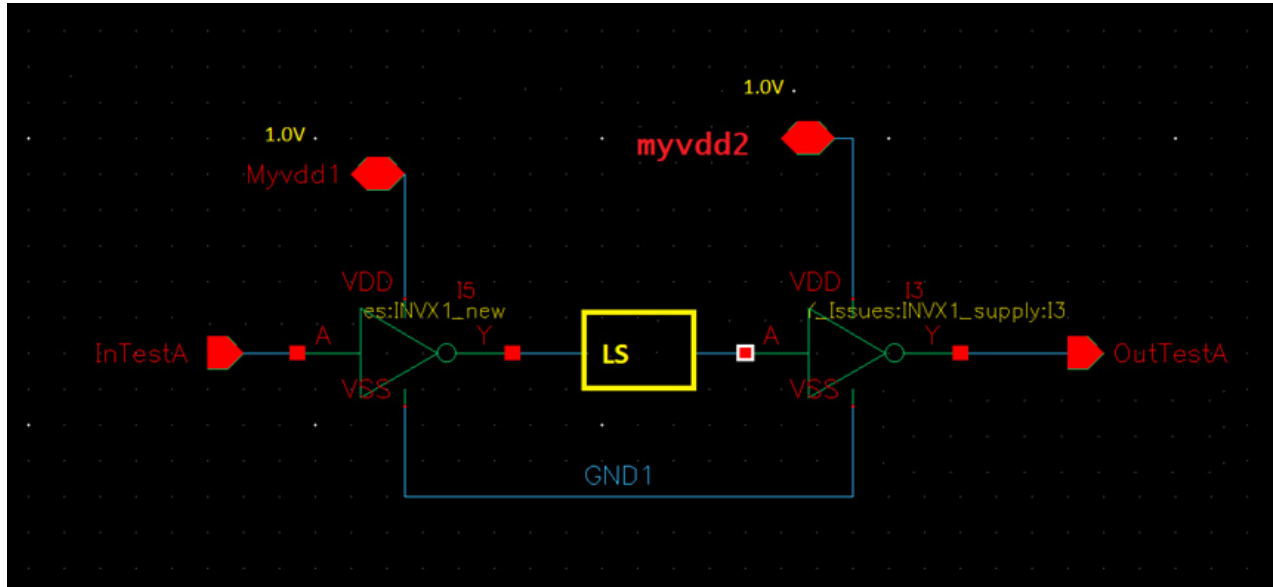 1.0V
myvdd2
1.0V
Myvdd1
VDD
I5
VDD
I3
es:INVX1_new
_Issues:INVX1_supply:I3
InTestA
A
Y
LS
A
Y
OutTestA
VSS
VSS
GND1